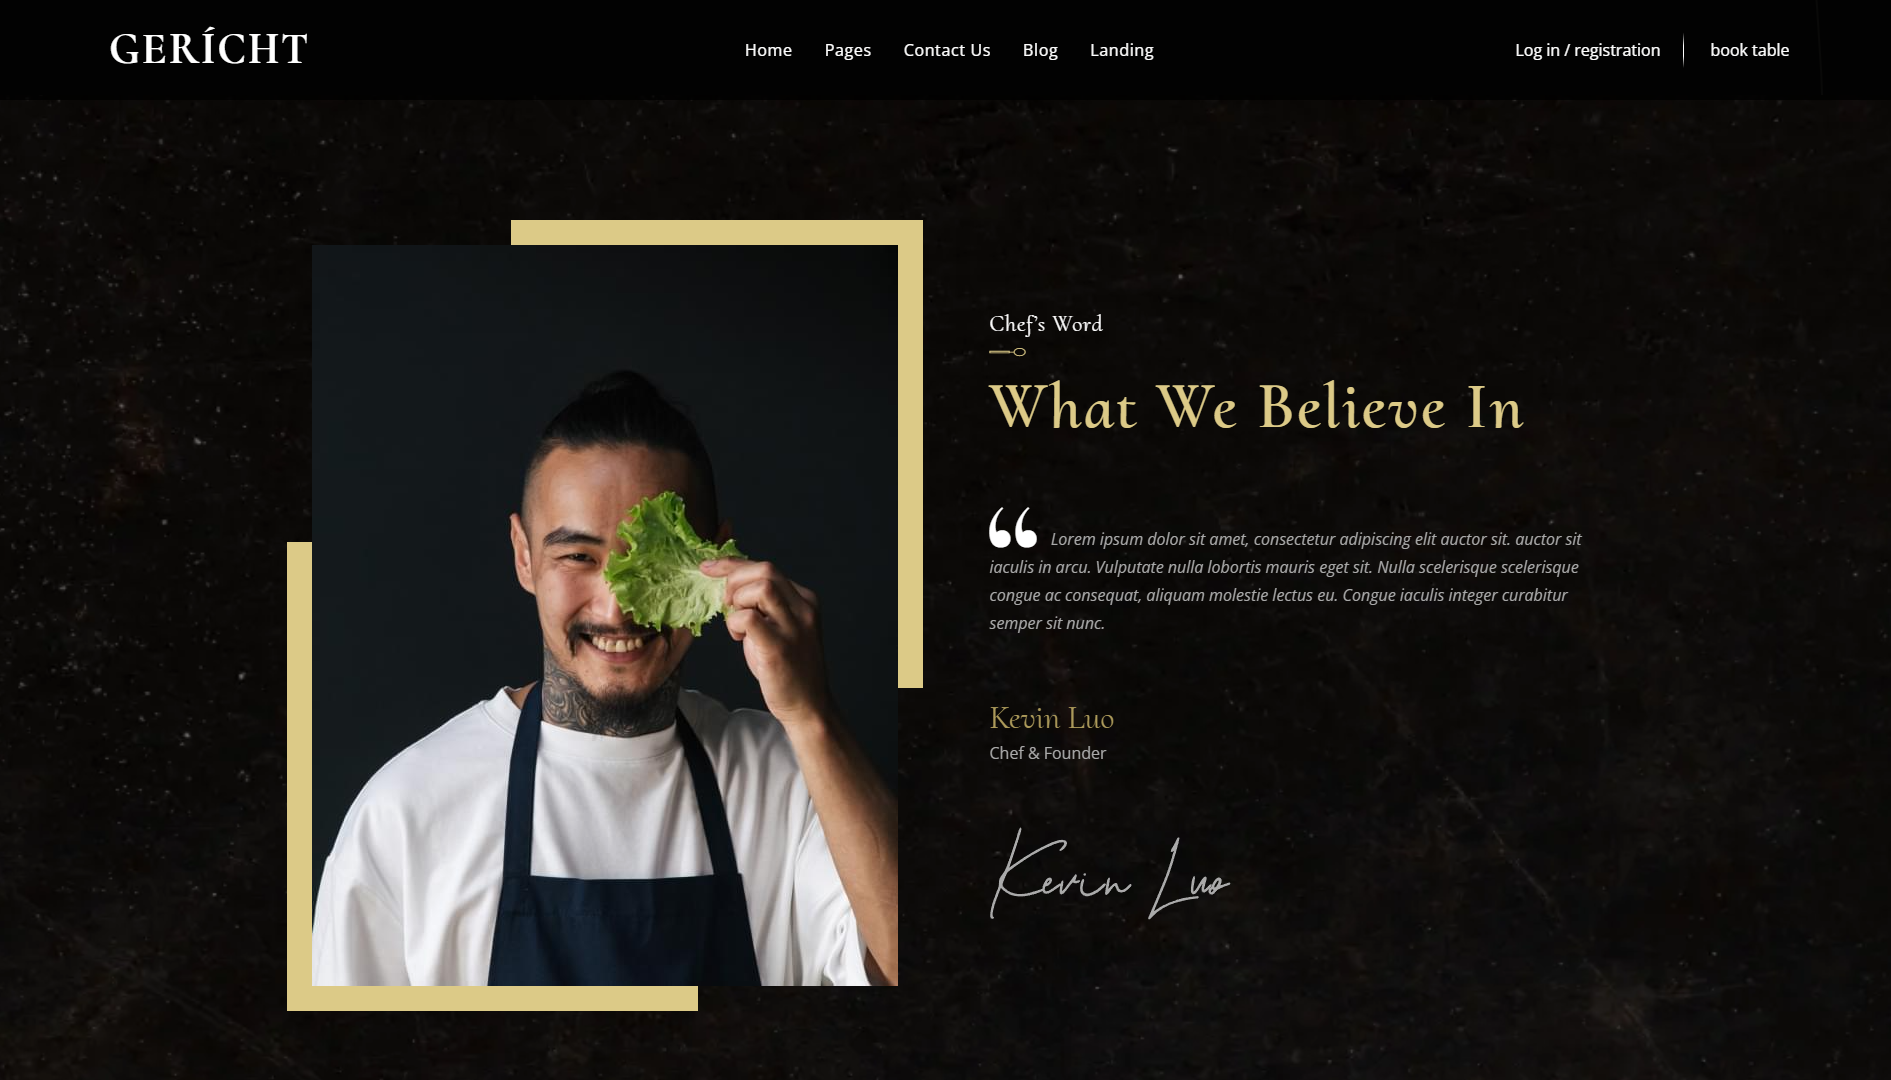 GERÍCHT
Home Pages Contact Us Blog Landing
Log in / registration book table
Chef's Word
What We Believe In
“ Lorem ipsum dolor sit amet, consectetur adipiscing elit auctor sit. auctor sit
iaculis in arcu. Vulputate nulla lobortis mauris eget sit. Nulla scelerisque scelerisque
congue ac consequat, aliquam molestie lectus eu. Congue iaculis integer curabitur
semper sit nunc.
Kevin Luo
Chef & Founder
Kevin Luo